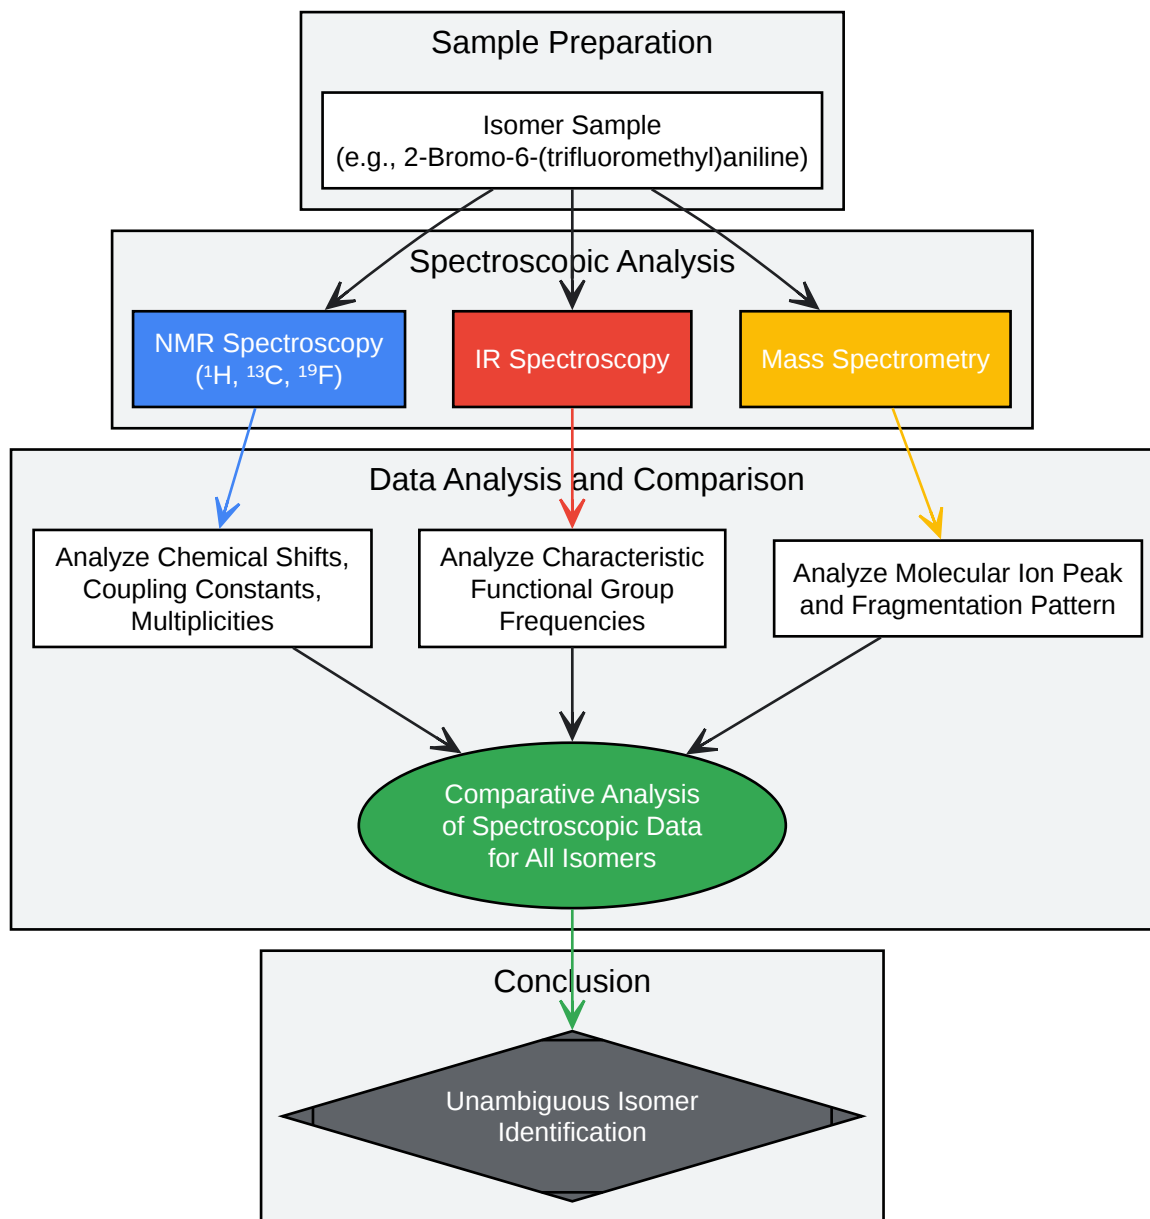 Sample Preparation
Isomer Sample
(e.g., 2-Bromo-6-(trifluoromethyl)aniline)
Spectroscopic Analysis
NMR Spectroscopy
(¹H, ¹³C, ¹⁹F)
IR Spectroscopy
Mass Spectrometry
Data Analysis and Comparison
Analyze Chemical Shifts,
Coupling Constants,
Multiplicities
Analyze Characteristic
Functional Group
Frequencies
Analyze Molecular Ion Peak
and Fragmentation Pattern
Comparative Analysis
of Spectroscopic Data
for All Isomers
Conclusion
Unambiguous Isomer
Identification